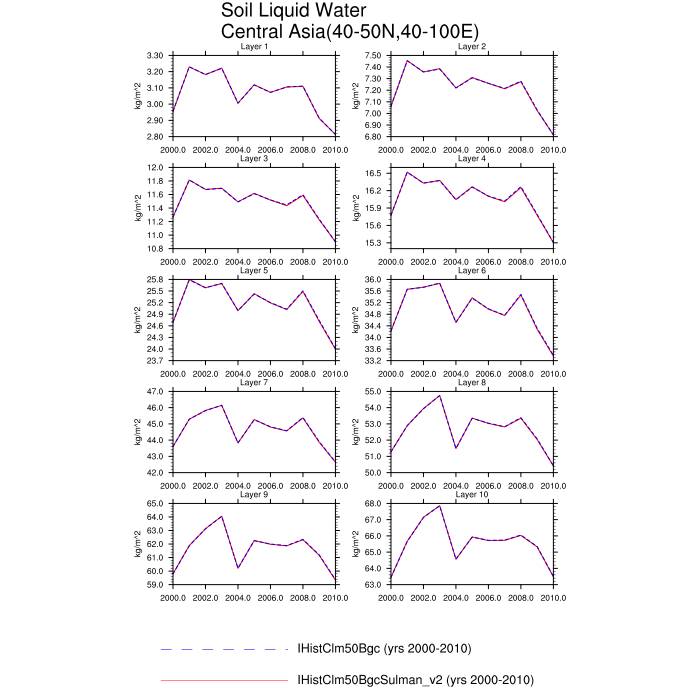 Soil Liquid Water
Central Asia(40-50N,40-100E)
Layer 1
kg/m^2
3.30
3.20
3.10
3.00
2.90
2.80
2000.0 2002.0 2004.0 2006.0 2008.0 2010.0
Layer 2
kg/m^2
7.50
7.40
7.30
7.20
7.10
7.00
6.90
6.80
2000.0 2002.0 2004.0 2006.0 2008.0 2010.0
Layer 3
kg/m^2
12.0
11.8
11.6
11.4
11.2
11.0
10.8
2000.0 2002.0 2004.0 2006.0 2008.0 2010.0
Layer 4
kg/m^2
16.5
16.2
15.9
15.6
15.3
2000.0 2002.0 2004.0 2006.0 2008.0 2010.0
Layer 5
kg/m^2
25.8
25.5
25.2
24.9
24.6
24.3
24.0
23.7
2000.0 2002.0 2004.0 2006.0 2008.0 2010.0
Layer 6
kg/m^2
36.0
35.6
35.2
34.8
34.4
34.0
33.6
33.2
2000.0 2002.0 2004.0 2006.0 2008.0 2010.0
Layer 7
kg/m^2
47.0
46.0
45.0
44.0
43.0
42.0
2000.0 2002.0 2004.0 2006.0 2008.0 2010.0
Layer 8
kg/m^2
55.0
54.0
53.0
52.0
51.0
50.0
2000.0 2002.0 2004.0 2006.0 2008.0 2010.0
Layer 9
kg/m^2
65.0
64.0
63.0
62.0
61.0
60.0
59.0
2000.0 2002.0 2004.0 2006.0 2008.0 2010.0
Layer 10
kg/m^2
68.0
67.0
66.0
65.0
64.0
63.0
2000.0 2002.0 2004.0 2006.0 2008.0 2010.0
IHistClm50Bgc (yrs 2000-2010)
IHistClm50BgcSulman_v2 (yrs 2000-2010)